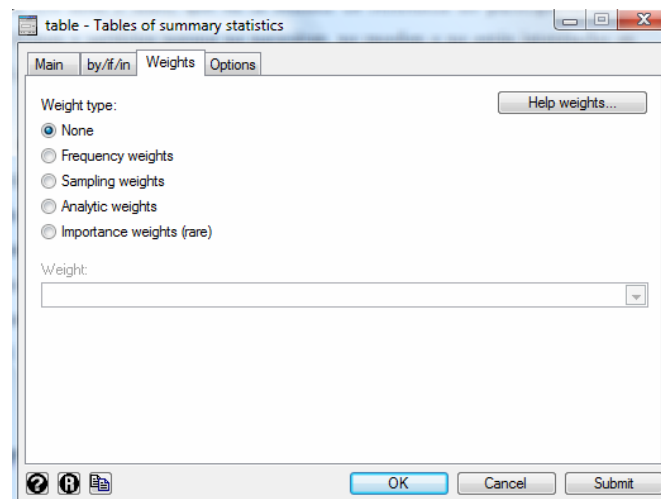 table - Tables of summary statistics
Main by/if/in Weights Options
Weight type:
Help weights...
None
Frequency weights
Sampling weights
Analytic weights
Importance weights (rare)
Weight:
OK Cancel Submit